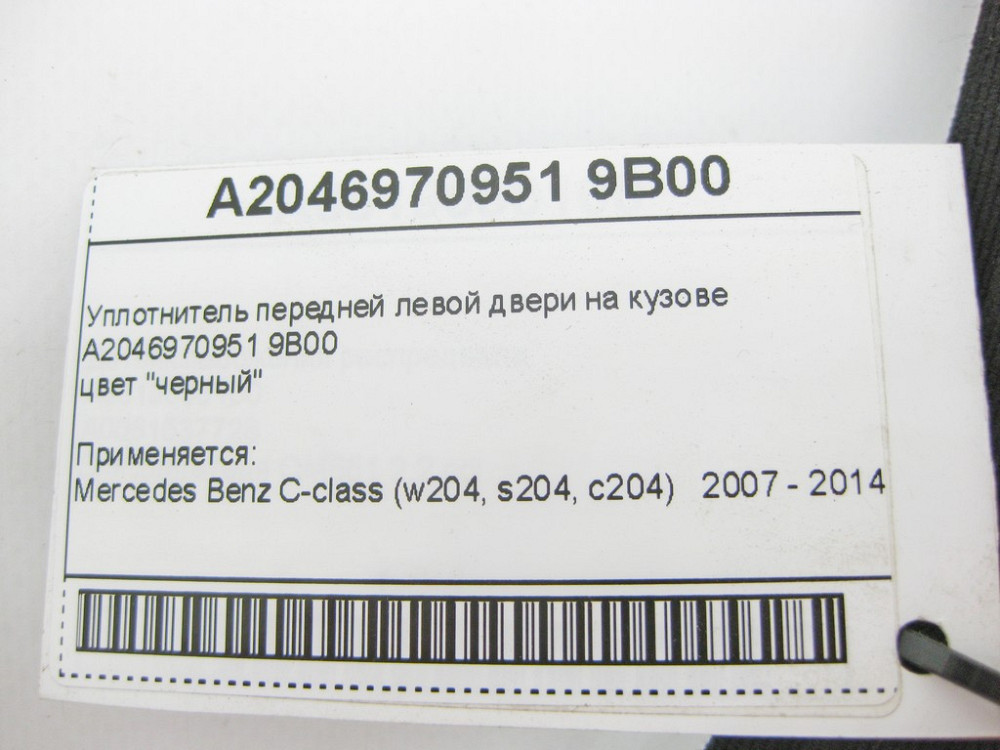 A2046970951 9B00
Уплотнитель передней левой двери на кузове
A2046970951 9B00
цвет "черный"
Применяется:
Mercedes Benz C-class (w204, s204, c204) 2007 - 2014